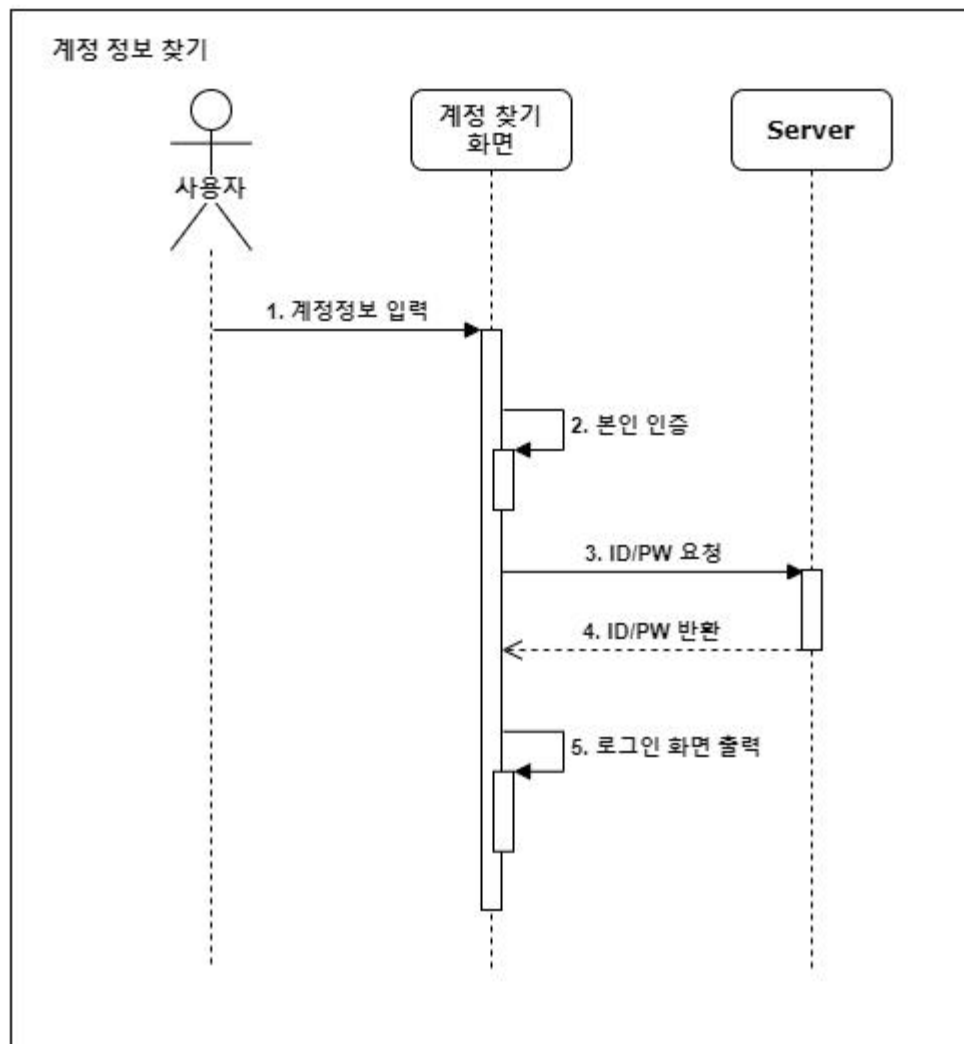 계정 정보 찾기
사용자
계정 찾기
화면
Server
1. 계정정보 입력
2. 본인 인증
3. ID/PW 요청
4. ID/PW 반환
5. 로그인 화면 출력